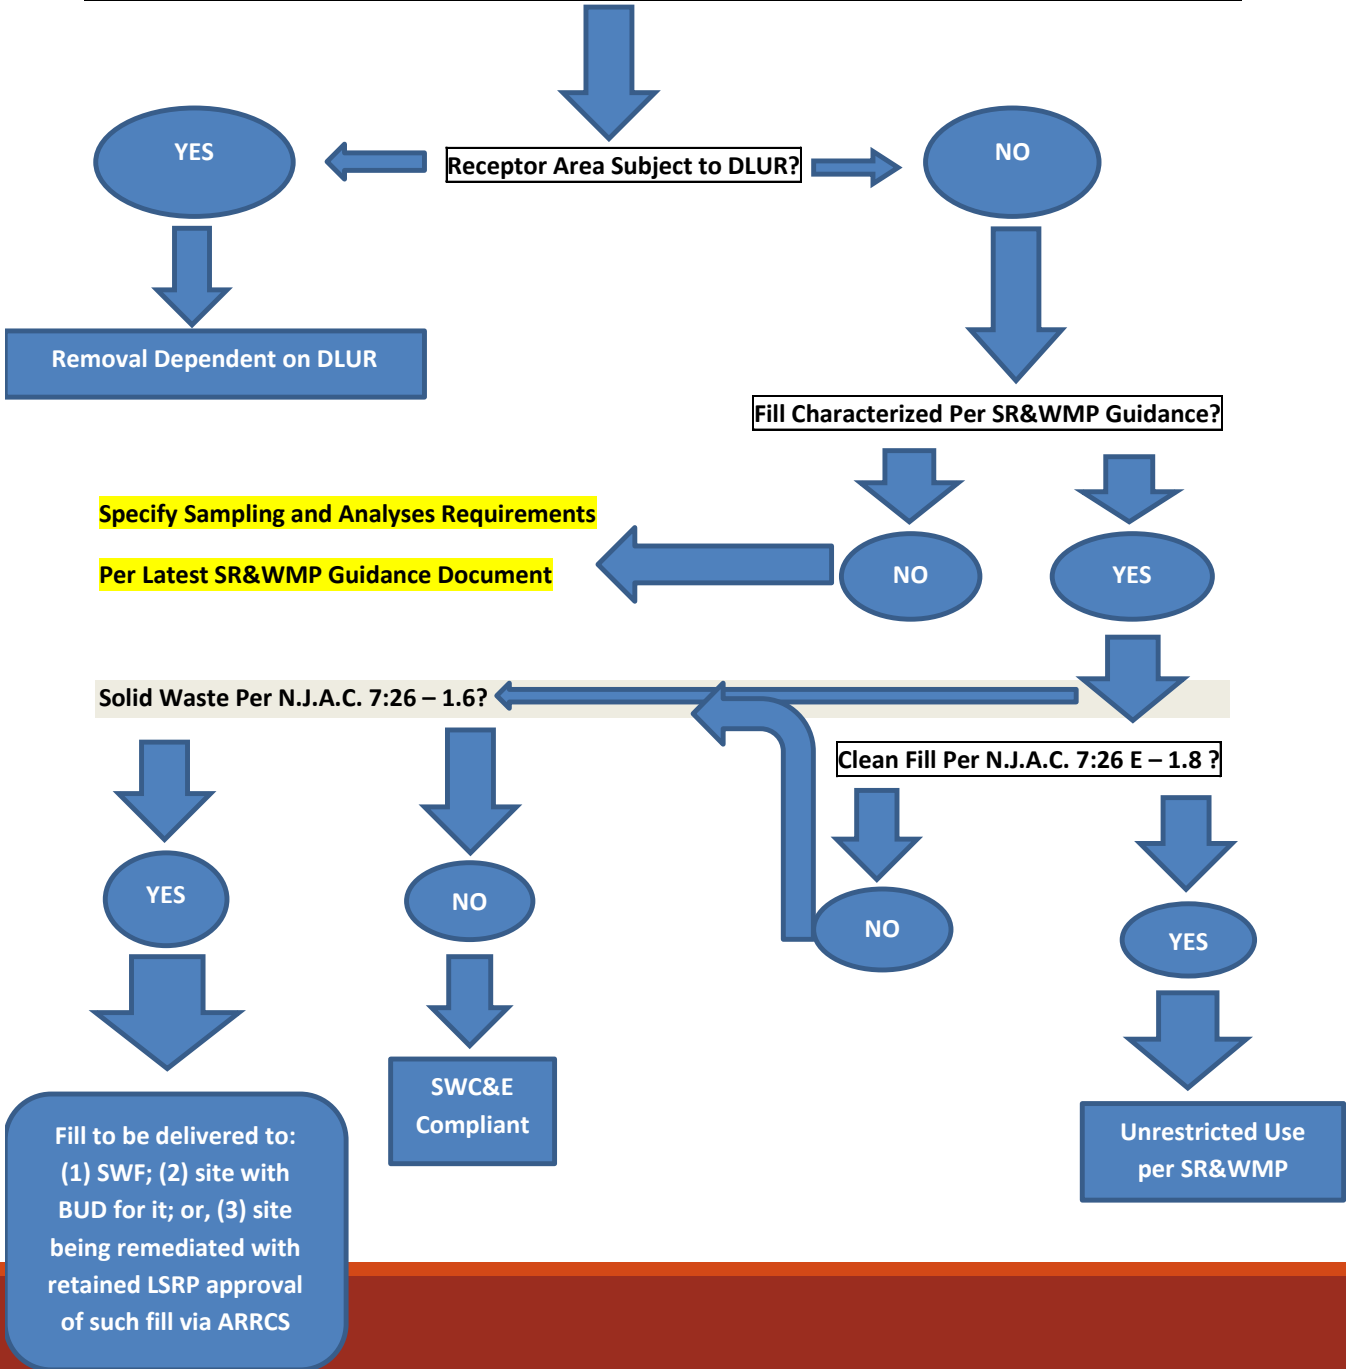 YES
Receptor Area Subject to DLUR?
NO
Removal Dependent on DLUR
Fill Characterized Per SR&WMP Guidance?
Specify Sampling and Analyses Requirements
Per Latest SR&WMP Guidance Document
NO
YES
Solid Waste Per N.J.A.C. 7:26 – 1.6?
Clean Fill Per N.J.A.C. 7:26 E – 1.8 ?
YES
NO
NO
YES
SWC&E
Compliant
Fill to be delivered to:
(1) SWF; (2) site with
BUD for it; or, (3) site
being remediated with
retained LSRP approval
of such fill via ARRCS
Unrestricted Use
per SR&WMP